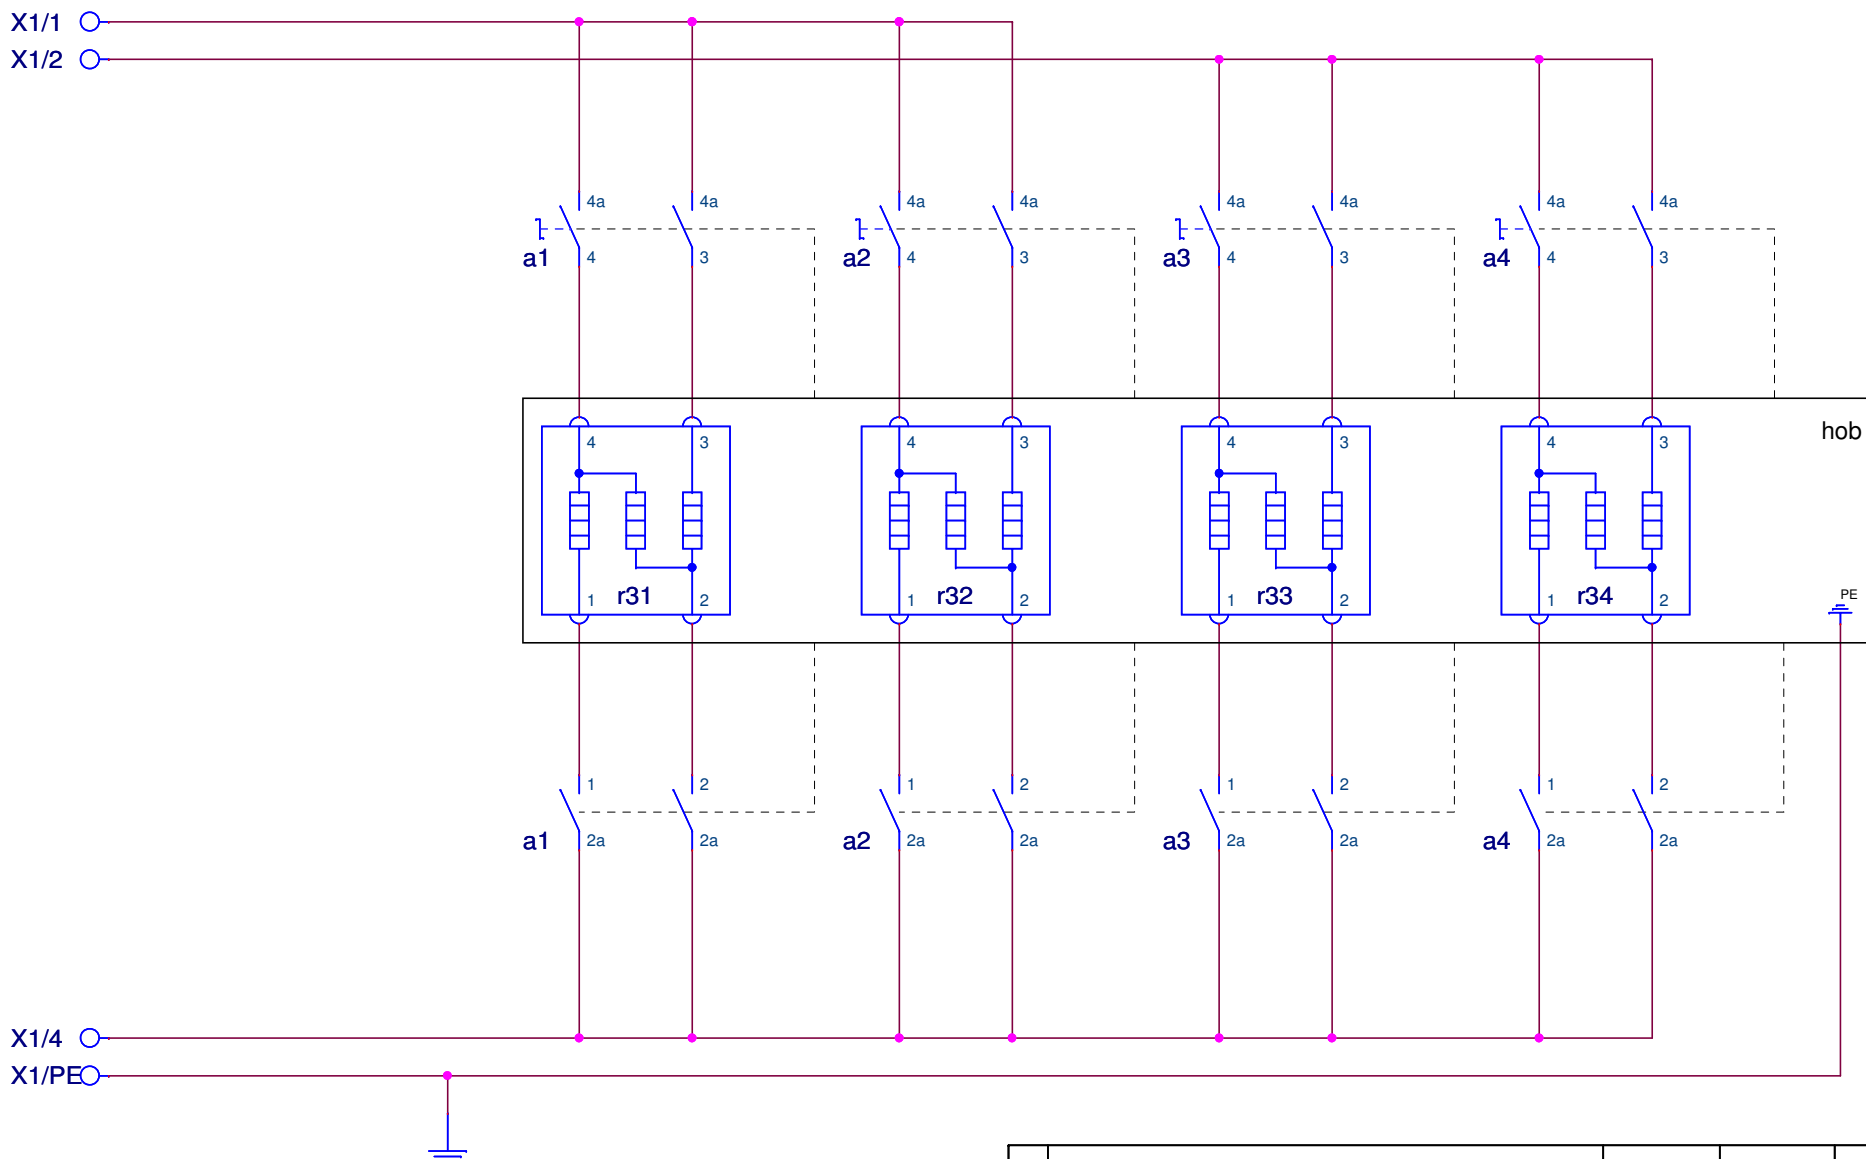 X1/1
X1/2
4a 4a 4a 4a 4a 4a 4a 4a
a1 4 3 a2 4 3 a3 4 3 a4 4 3
hob
4 3 4 3 4 3 4 3
PE
1 r31 2 1 r32 2 1 r33 2 1 r34 2
1 2 1 2 1 2 1 2
a1 2a 2a a2 2a 2a a3 2a 2a a4 2a 2a
X1/4
X1/PE